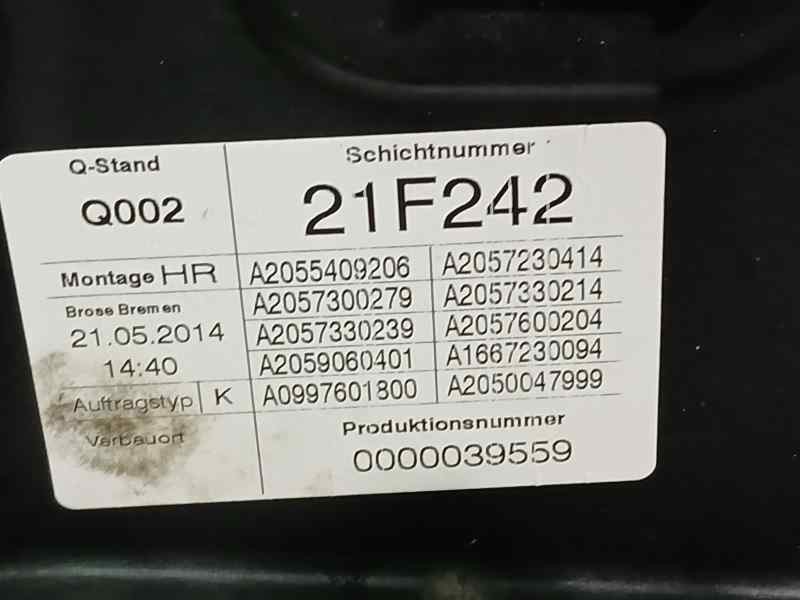 Q-Stand
Q002
Schichtnummer
21F242
Montage HR
Brose Bremen
21.05.2014
14:40
Auftragstyp K
Verbauort
A2055409206 A2057230414
A2057300279 A2057330214
A2057330239 A2057600204
A2059060401 A1667230094
A0997601800 A2050047999
Produktionsnummer
0000039559